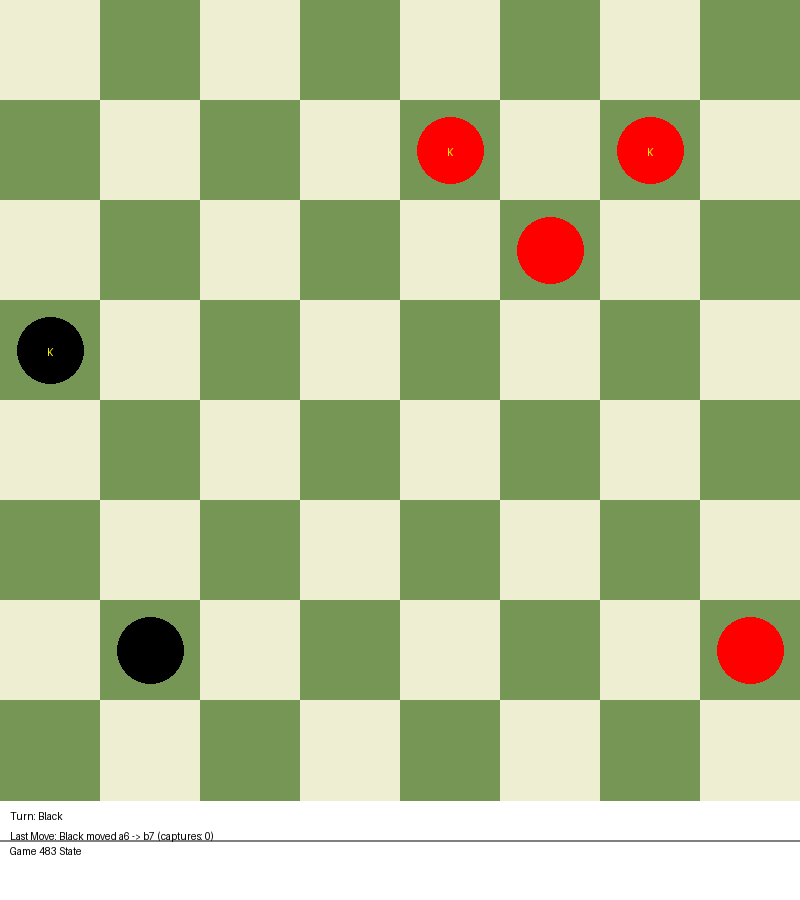 K K
K
Turn: Black
Last Move: Black moved a6 -> b7 (captures: 0)
Game 483 State